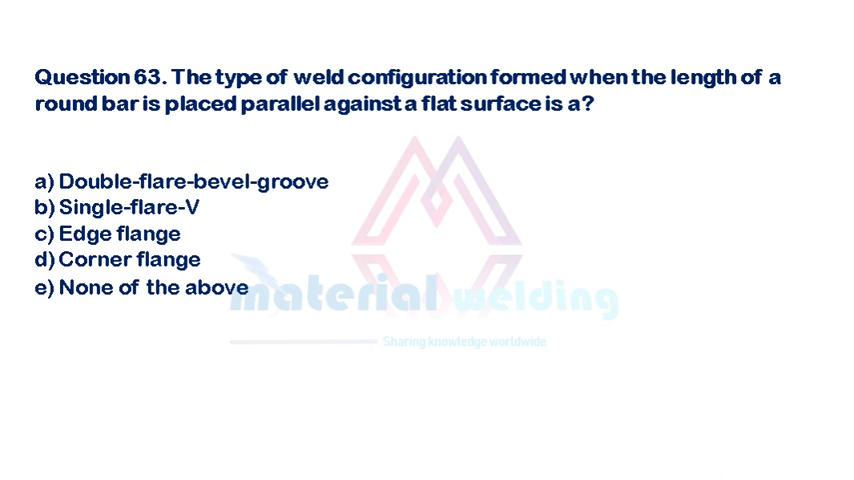 Question 63. The type of weld configuration formed when the length of a
round bar is placed parallel against a flat surface is a?
a) Double-flare-bevel-groove
b) Single-flare-V
c) Edge flange
d) Corner flange
e) None of the above
material welding
Sharing knowledge worldwide